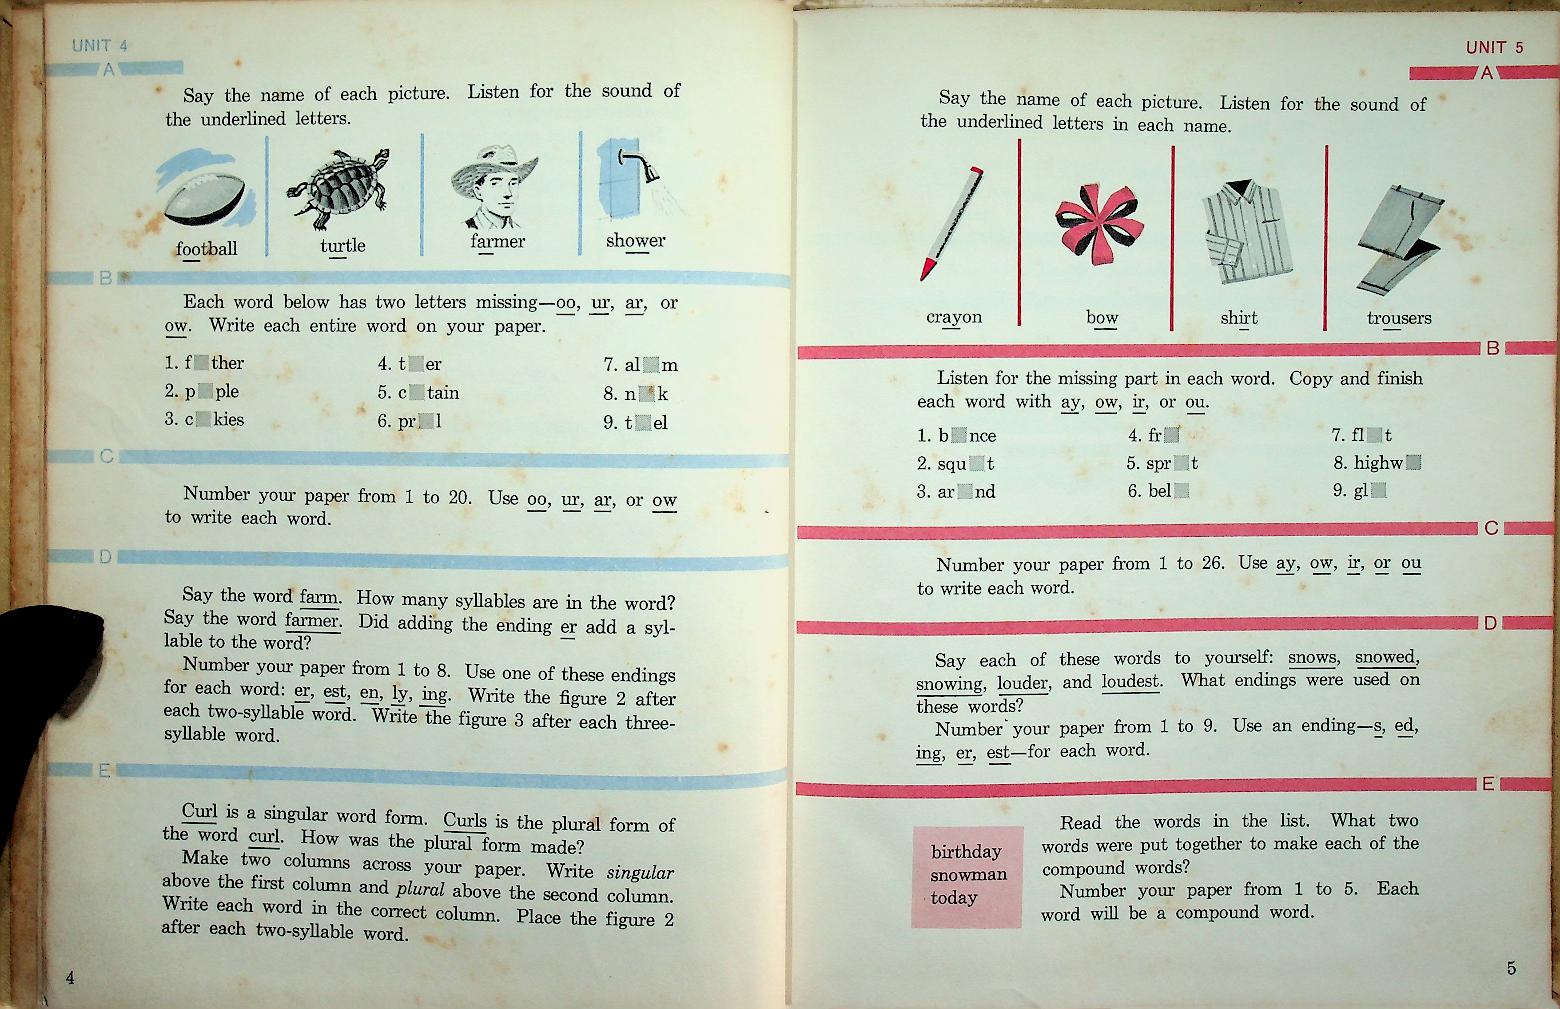 UNIT 4
A
Say the name of each picture. Listen for the sound of
the underlined letters.
football turtle farmer shower
B
Each word below has two letters missing—oo, ur, ar, or
ow. Write each entire word on your paper.
1. f ther 4. t er 7. al m
2. p ple 5. c tain 8. n k
3. c kies 6. pr l 9. t el
C
Number your paper from 1 to 20. Use oo, ur, ar, or ow
to write each word.
D
Say the word farm. How many syllables are in the word?
Say the word farmer. Did adding the ending er add a syl-
lable to the word?
Number your paper from 1 to 8. Use one of these endings
for each word: er, est, en, ly, ing. Write the figure 2 after
each two-syllable word. Write the figure 3 after each three-
syllable word.
E
Curl is a singular word form. Curls is the plural form of
the word curl. How was the plural form made?
Make two columns across your paper. Write singular
above the first column and plural above the second column.
Write each word in the correct column. Place the figure 2
after each two-syllable word.
4
UNIT 5
A
Say the name of each picture. Listen for the sound of
the underlined letters in each name.
crayon bow shirt trousers
B
Listen for the missing part in each word. Copy and finish
each word with ay, ow, ir, or ou.
1. b nce 4. fr 7. fl t
2. squ t 5. spr t 8. highw
3. ar nd 6. bel 9. gl
C
Number your paper from 1 to 26. Use ay, ow, ir, or ou
to write each word.
D
Say each of these words to yourself: snows, snowed,
snowing, louder, and loudest. What endings were used on
these words?
Number your paper from 1 to 9. Use an ending—s, ed,
ing, er, est—for each word.
E
birthday
snowman
today
Read the words in the list. What two
words were put together to make each of the
compound words?
Number your paper from 1 to 5. Each
word will be a compound word.
5